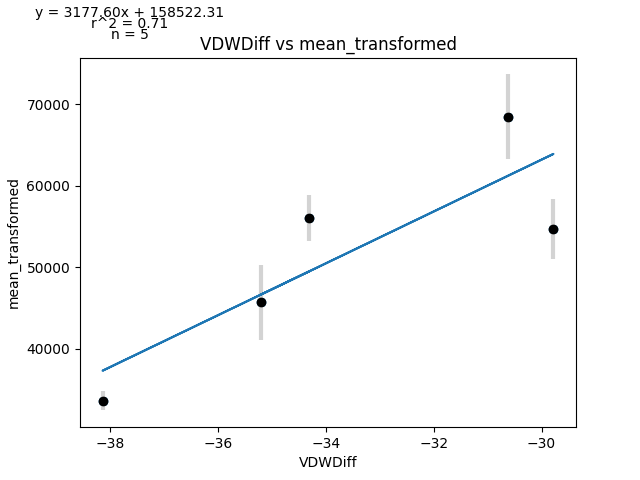 y = 3177.60x + 158522.31
r^2 = 0.71
n = 5
VDWDiff vs mean_transformed
70000
60000
50000
40000
mean_transformed
−38
−36
−34
−32
−30
VDWDiff